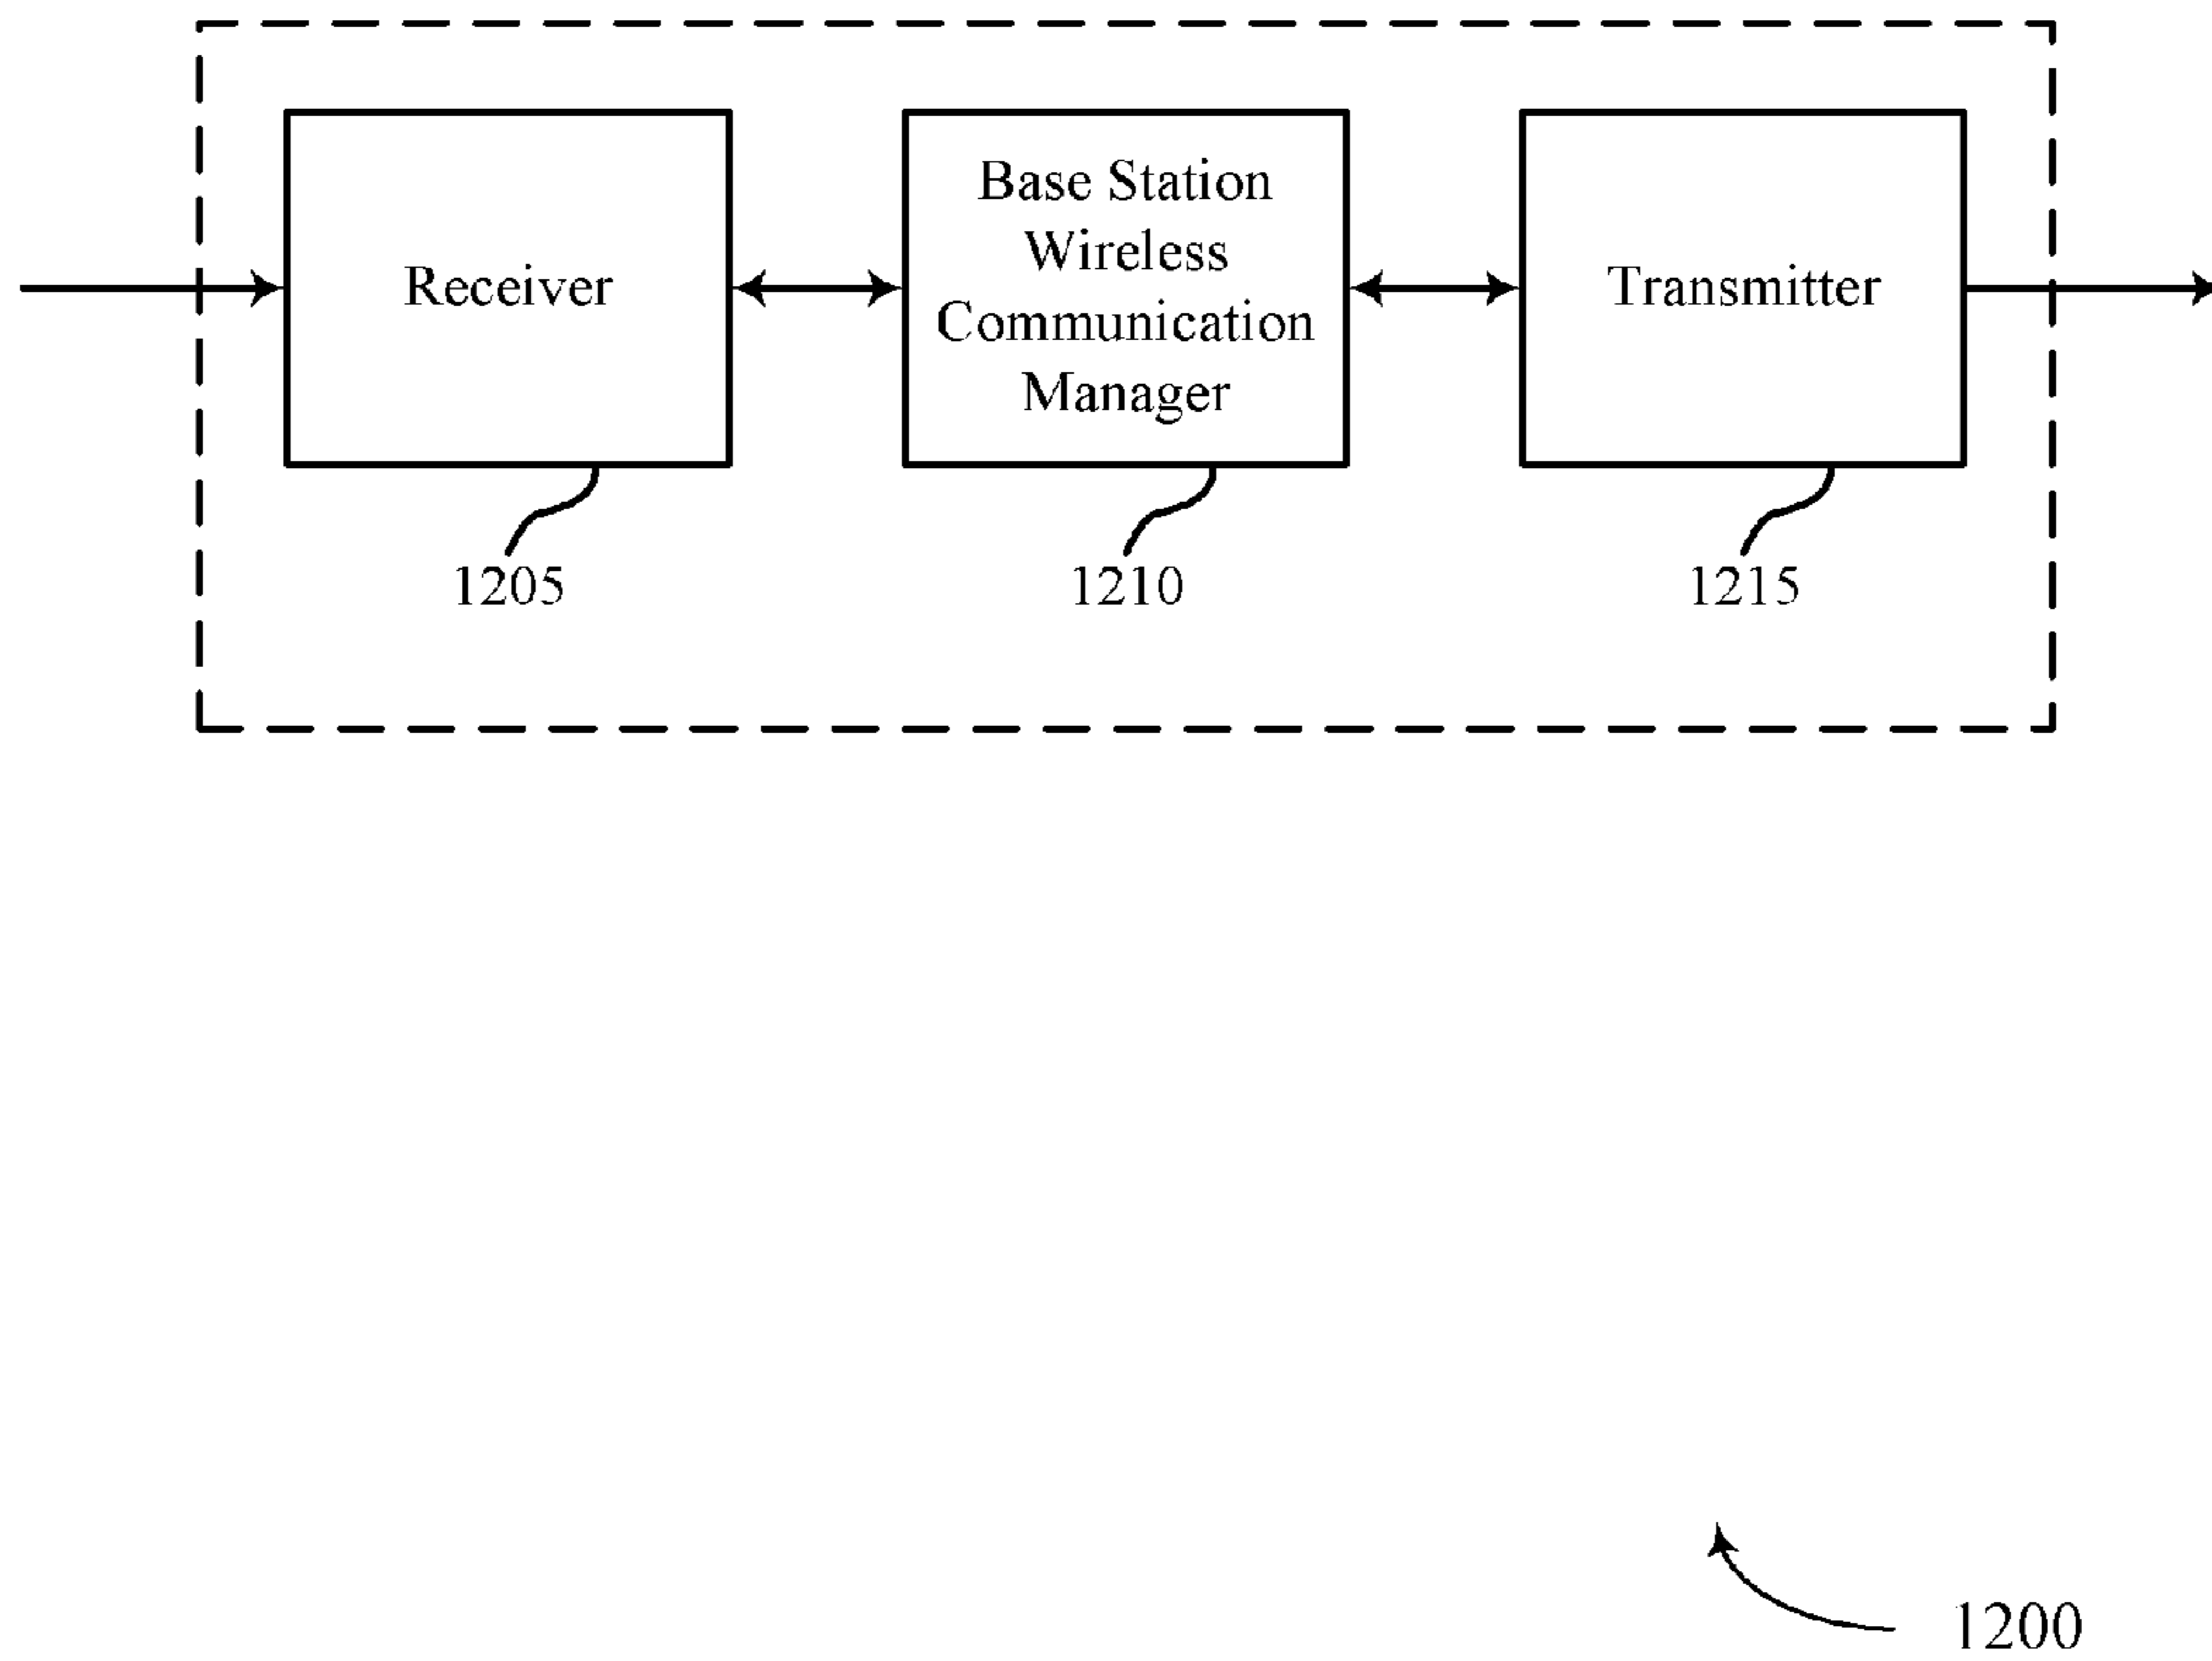 Receiver
Base Station
Wireless
Communication
Manager
Transmitter
1205
1210
1215
1200